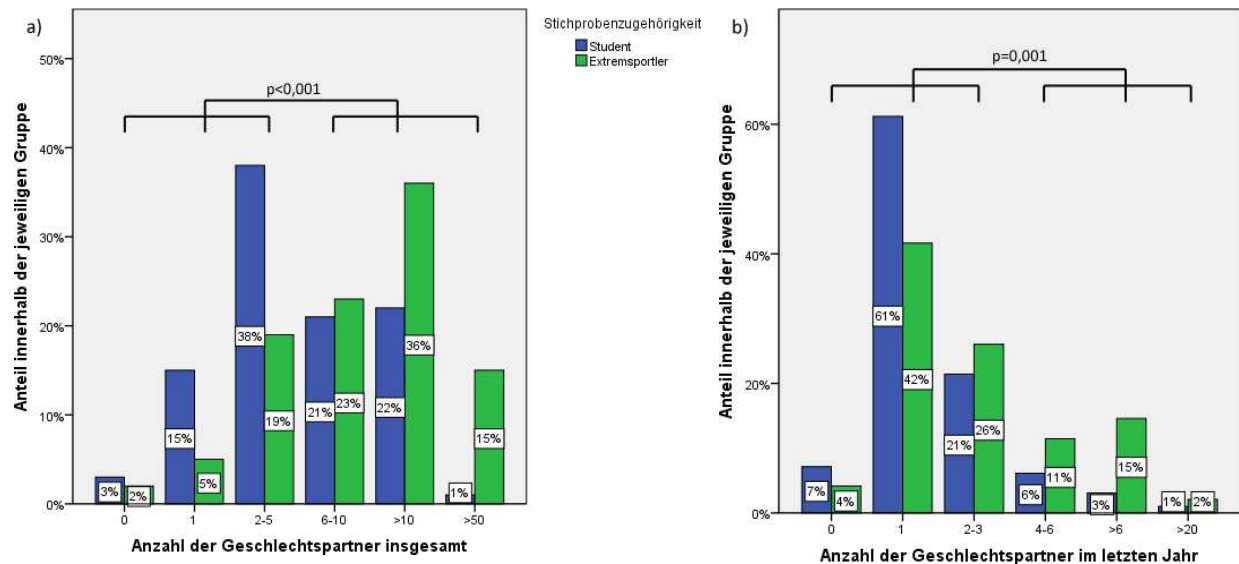 a)
Anteil innerhalb der jeweiligen Gruppe
50%
40%
30%
20%
10%
0%
p<0,001
3%
2%
15%
5%
38%
19%
21%
23%
22%
36%
1%
15%
0 1 2-5 6-10 >10 >50
Anzahl der Geschlechtspartner insgesamt
Stichprobenzugehörigkeit
Student
Extremsportler
b)
Anteil innerhalb der jeweiligen Gruppe
60%
40%
20%
0%
p=0,001
7%
4%
61%
42%
21%
26%
6%
11%
3%
15%
1%
2%
0 1 2-3 4-6 >6 >20
Anzahl der Geschlechtspartner im letzten Jahr